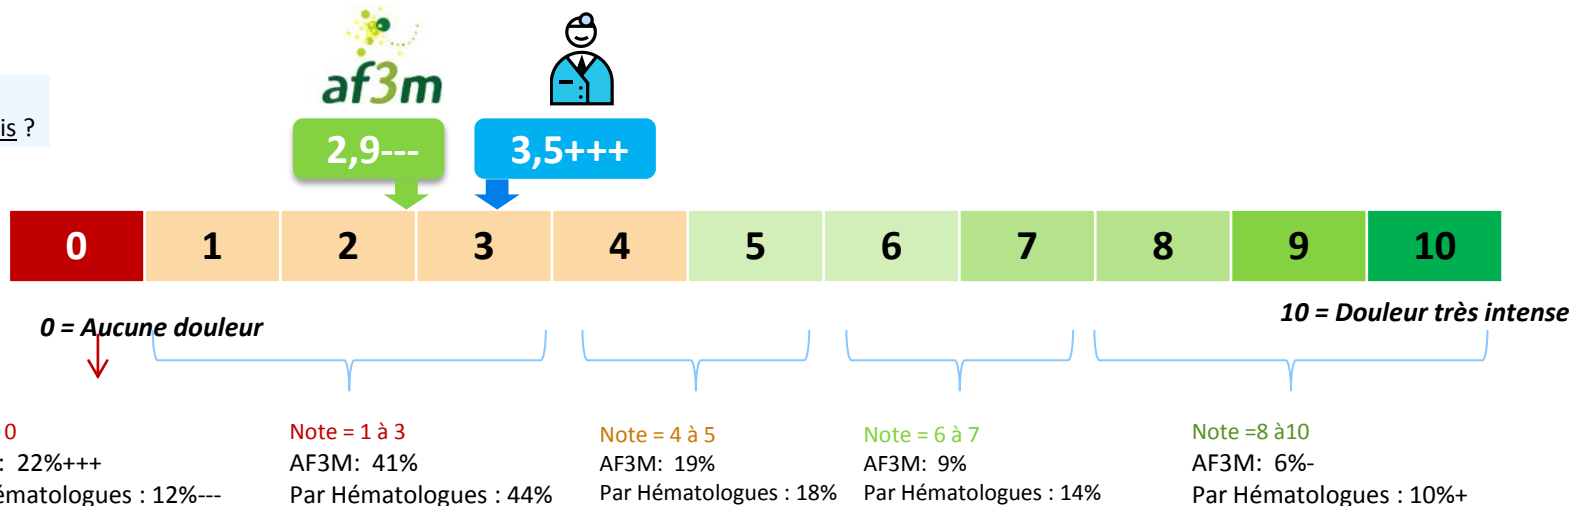 af3m
is ?
2,9---
3,5+++
0 1 2 3 4 5 6 7 8 9 10
0 = Aucune douleur
10 = Douleur très intense
0
: 22%+++
ématologues : 12%---
Note = 1 à 3
AF3M: 41%
Par Hématologues : 44%
Note = 4 à 5
AF3M: 19%
Par Hématologues : 18%
Note = 6 à 7
AF3M: 9%
Par Hématologues : 14%
Note =8 à10
AF3M: 6%-
Par Hématologues : 10%+